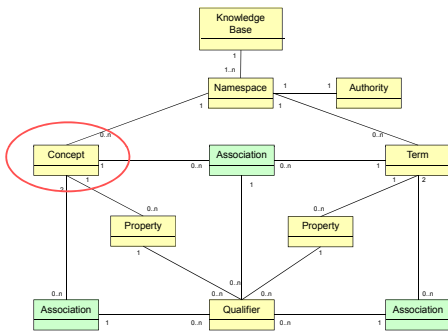 Knowledge
Base
1
1..n
Namespace
1
1
Authority
1
1
0..n
0..n
Concept
1
0..n
Association
0..n
1
Term
2
1
1
1
2
0..n
0..n
Property
Property
1
1
0..n
0..n
0..n
0..n
0..n
Association
1
0..n
Qualifier
0..n
1
Association